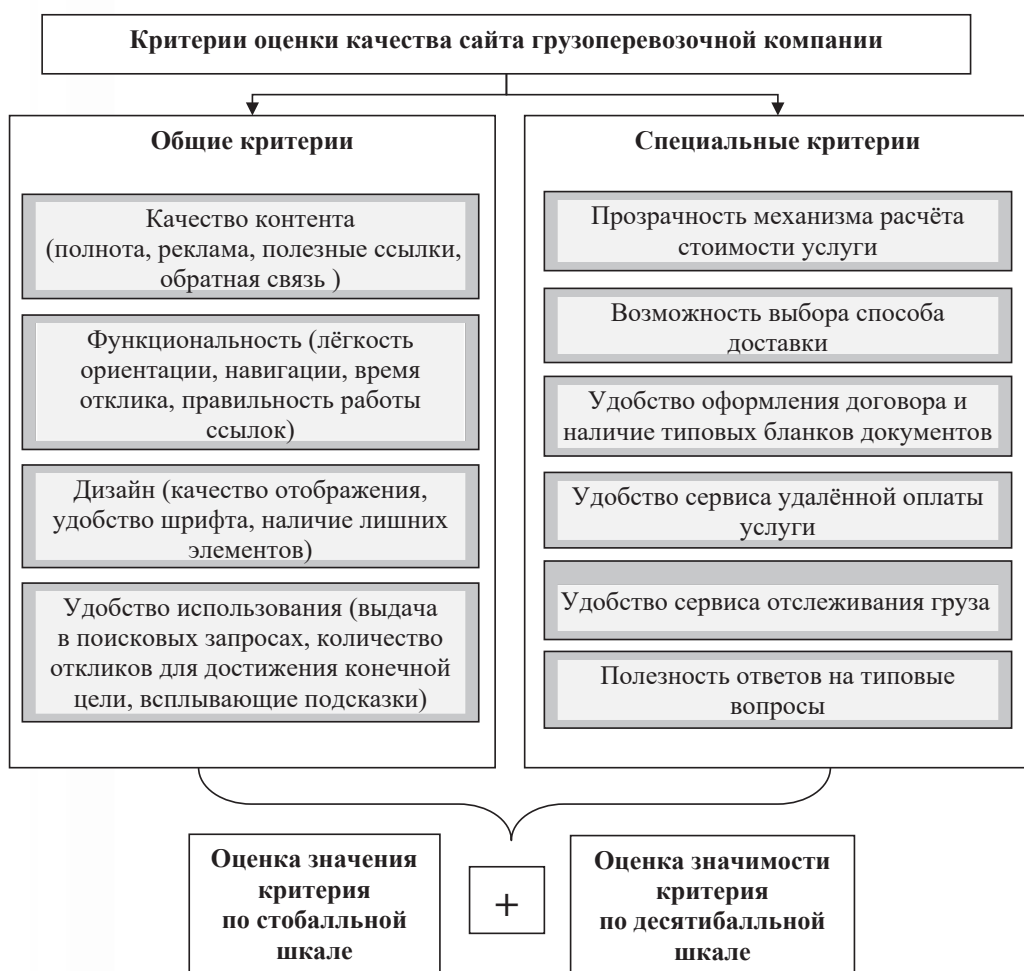 Критерии оценки качества сайта грузоперевозочной компании
Общие критерии
Качество контента
(полнота, реклама, полезные ссылки,
обратная связь )
Функциональность (лёгкость
ориентации, навигации, время
отклика, правильность работы
ссылок)
Дизайн (качество отображения,
удобство шрифта, наличие лишних
элементов)
Удобство использования (выдача
в поисковых запросах, количество
откликов для достижения конечной
цели, всплывающие подсказки)
Специальные критерии
Прозрачность механизма расчёта
стоимости услуги
Возможность выбора способа
доставки
Удобство оформления договора и
наличие типовых бланков документов
Удобство сервиса удалённой оплаты
услуги
Удобство сервиса отслеживания груза
Полезность ответов на типовые
вопросы
Оценка значения
критерия
по стобалльной
шкале
+
Оценка значимости
критерия
по десятибалльной
шкале